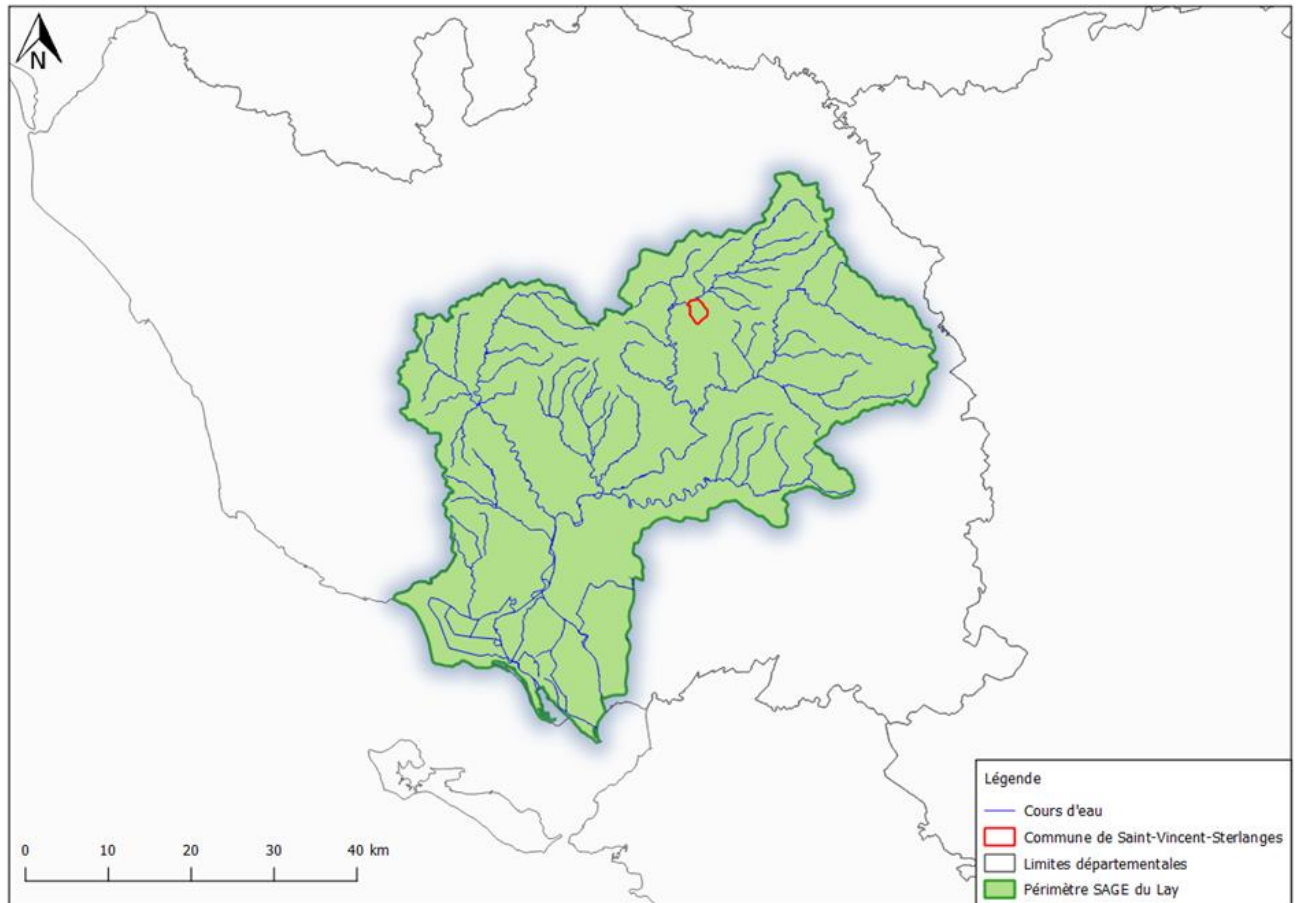 N
0 10 20 30 40 km
Légende
Cours d'eau
Commune de Saint-Vincent-Sterlanges
Limites départementales
Périmètre SAGE du Lay